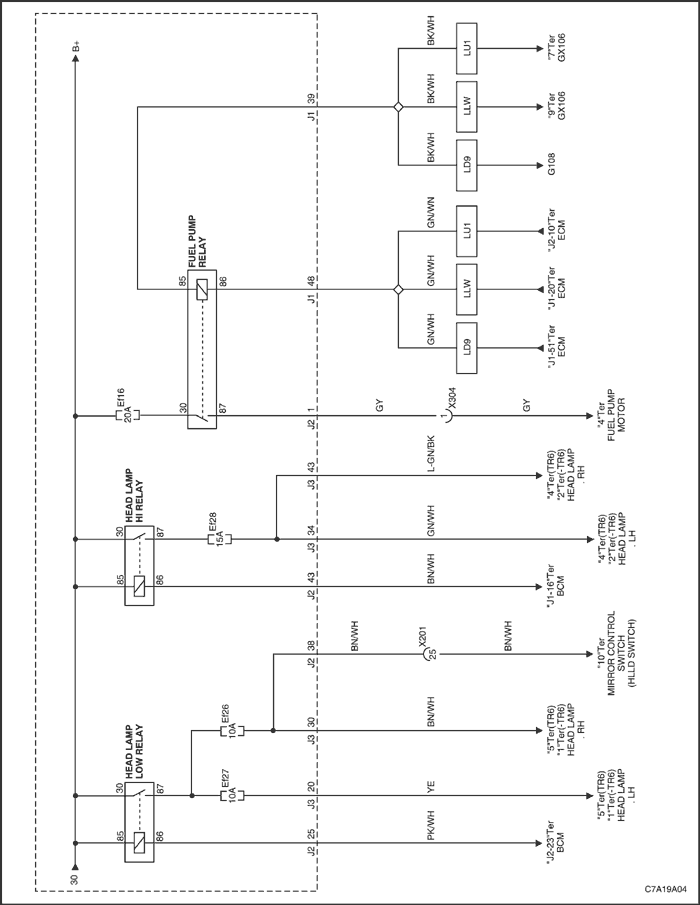 B+
30
HEAD LAMP
LOW RELAY
85
30
86
87
Ef27
10A
Ef26
10A
J2
25
PK/WH
"J2-23"Ter
BCM
J3
20
YE
"5"Ter(TR6)
"1"Ter(-TR6)
HEAD LAMP
. LH
J3
30
BN/WH
"5"Ter(TR6)
"1"Ter(-TR6)
HEAD LAMP
. RH
J2
38
BN/WH
X201
25
BN/WH
"10"Ter
MIRROR CONTROL
SWITCH
(HLLD SWITCH)
HEAD LAMP
HI RELAY
85
30
86
87
Ef28
15A
J2
43
BN/WH
"J1-16"Ter
BCM
J3
34
GN/WH
"4"Ter(TR6)
"2"Ter(-TR6)
HEAD LAMP
. LH
J3
43
L-GN/BK
"4"Ter(TR6)
"2"Ter(-TR6)
HEAD LAMP
. RH
Ef16
20A
FUEL PUMP
RELAY
30
85
87
86
J2
1
GY
X304
1
GY
"4"Ter
FUEL PUMP
MOTOR
J1
48
GN/WH
LD9
"J1-51"Ter
ECM
GN/WH
LLW
"J1-20"Ter
ECM
GN/WN
LU1
"J2-10"Ter
ECM
J1
39
BK/WH
LD9
G108
BK/WH
LLW
"9"Ter
GX106
BK/WH
LU1
"7"Ter
GX106
C7A19A04